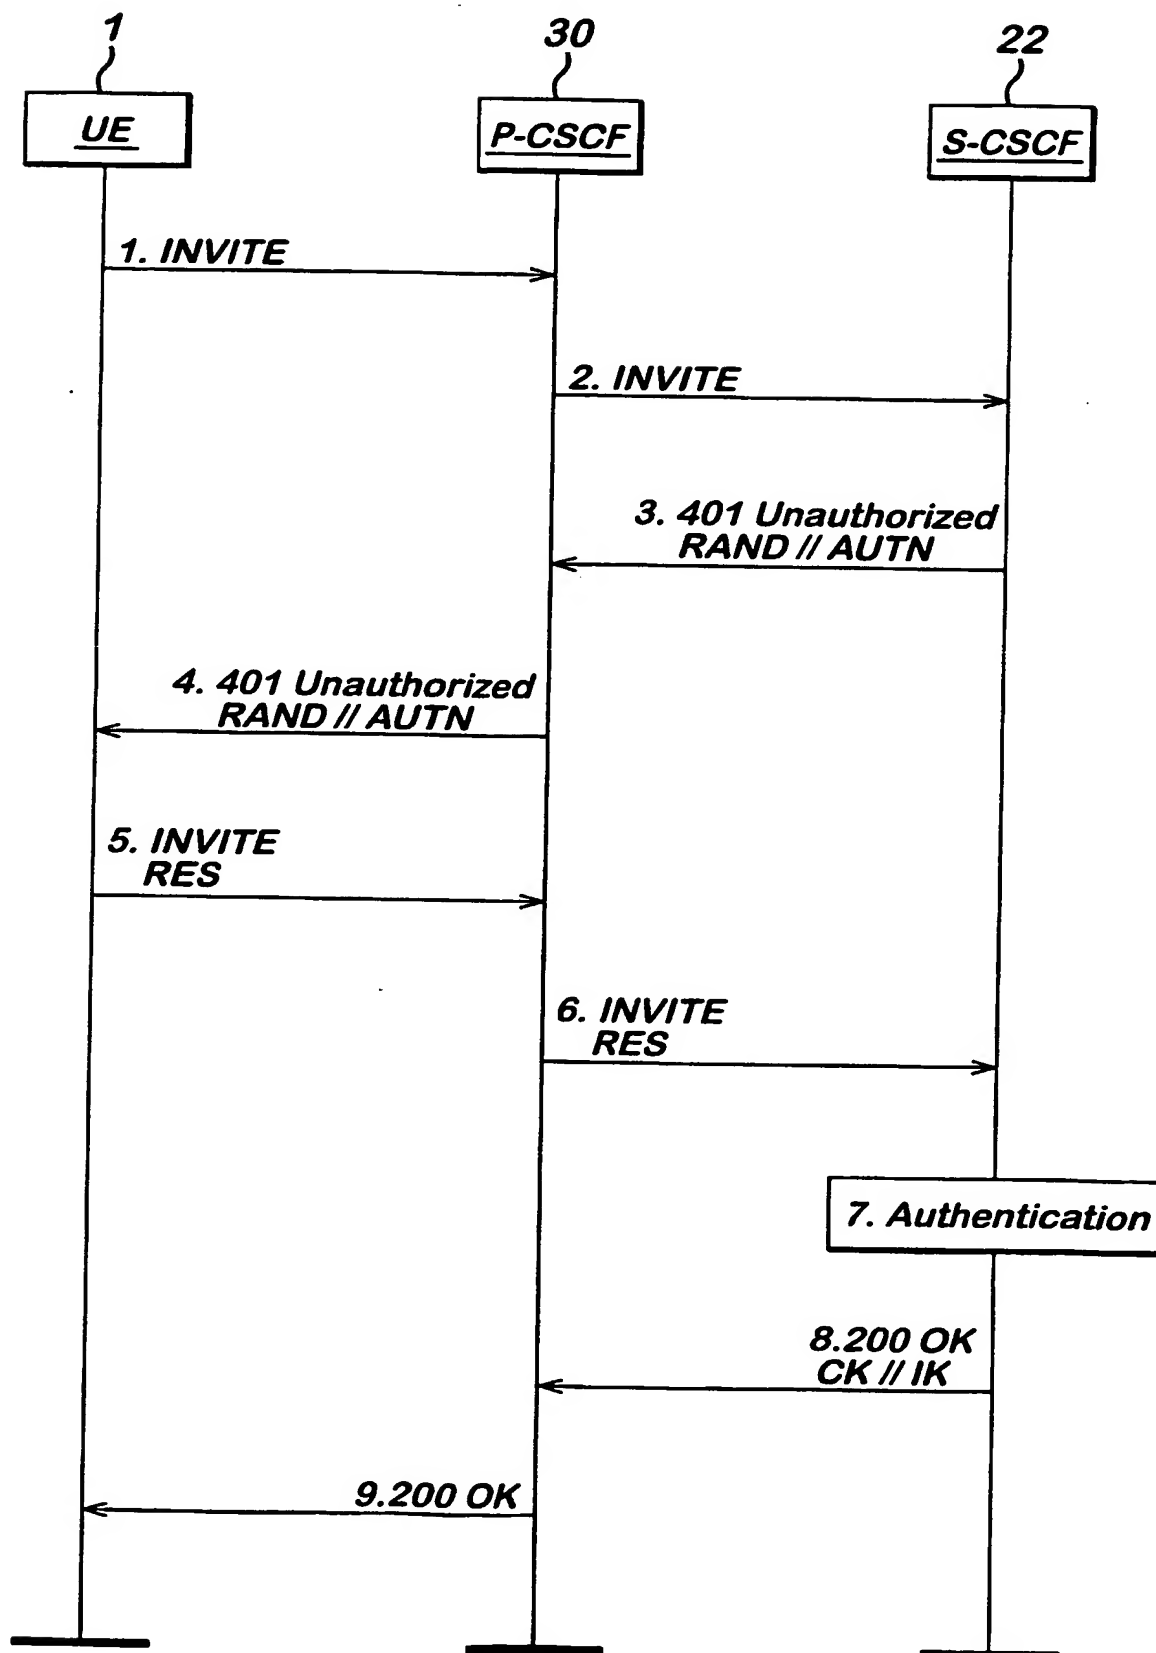 1
30
22
UE
P-CSCF
S-CSCF
1. INVITE
2. INVITE
3. 401 Unauthorized
RAND // AUTN
4. 401 Unauthorized
RAND // AUTN
5. INVITE
RES
6. INVITE
RES
7. Authentication
8.200 OK
CK // IK
9.200 OK